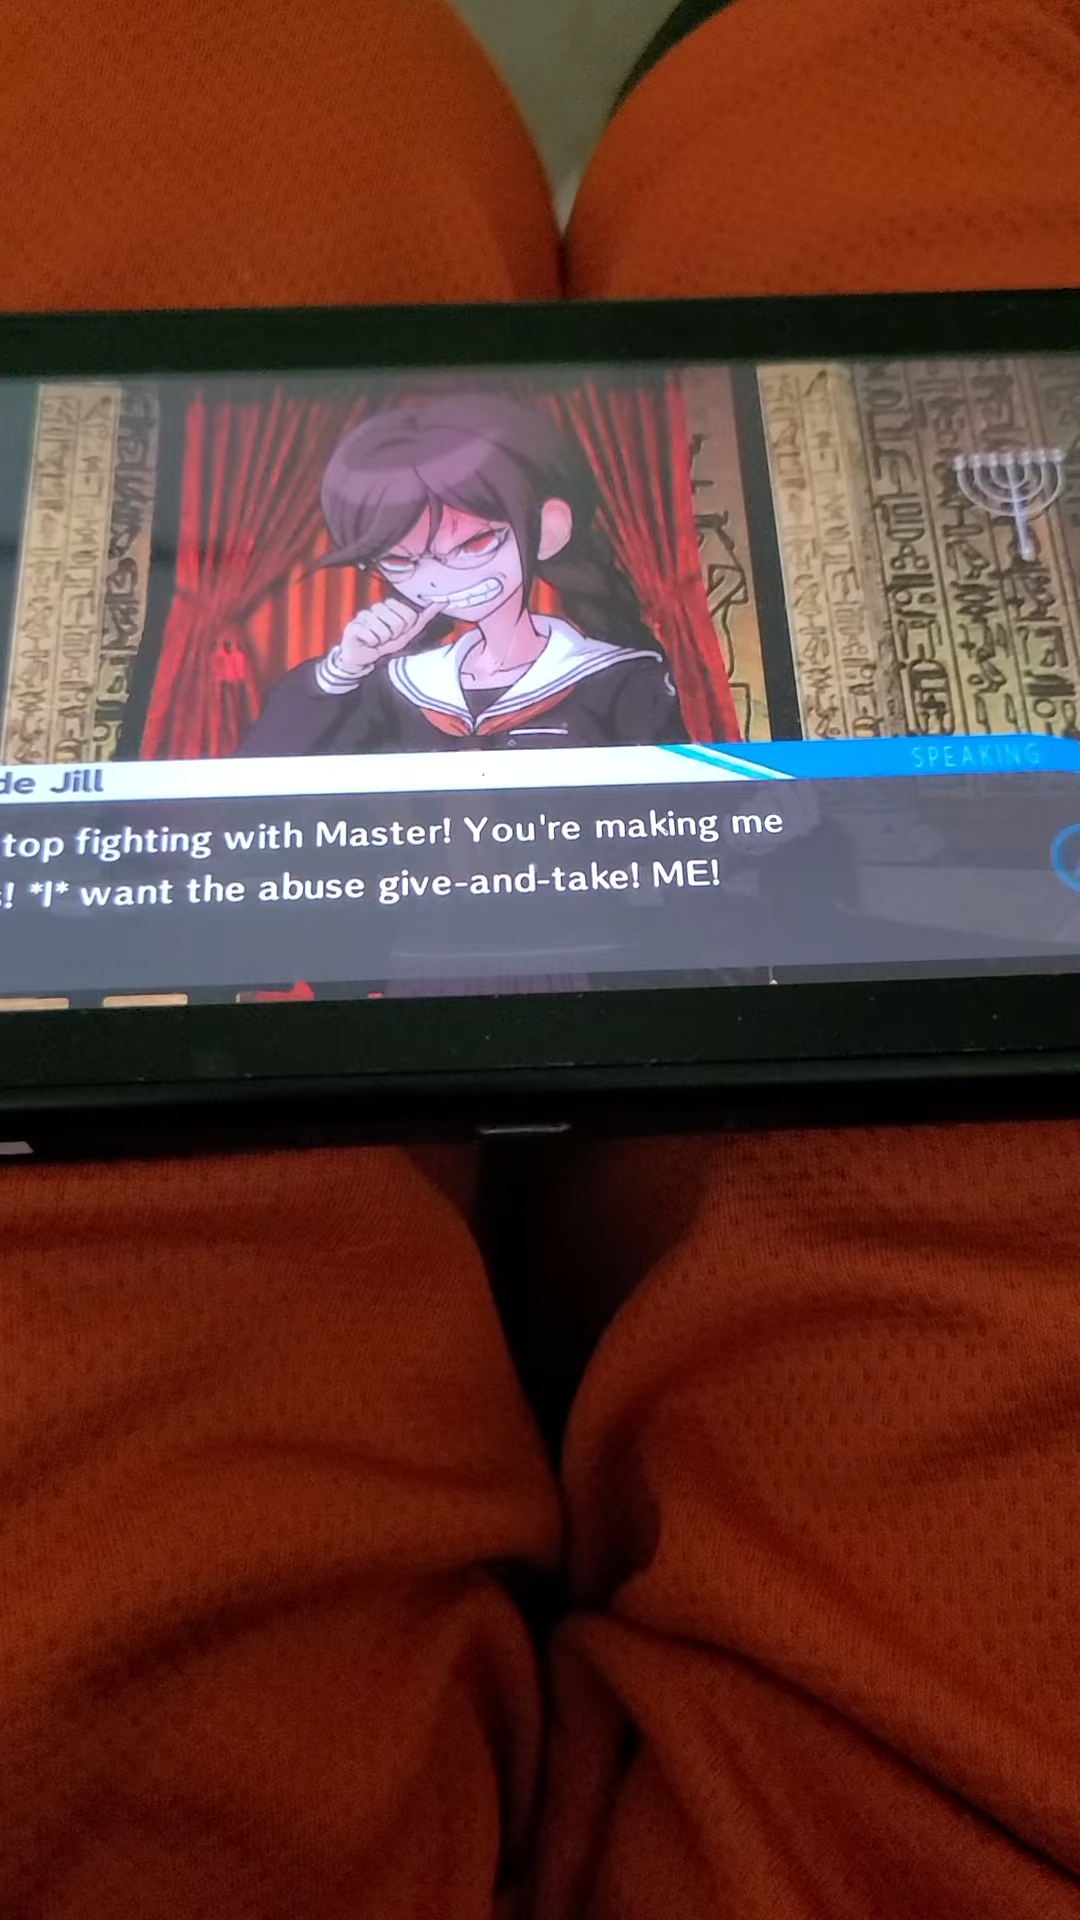 de Jill
SPEAKING
top fighting with Master! You're making me
! *I* want the abuse give-and-take! ME!